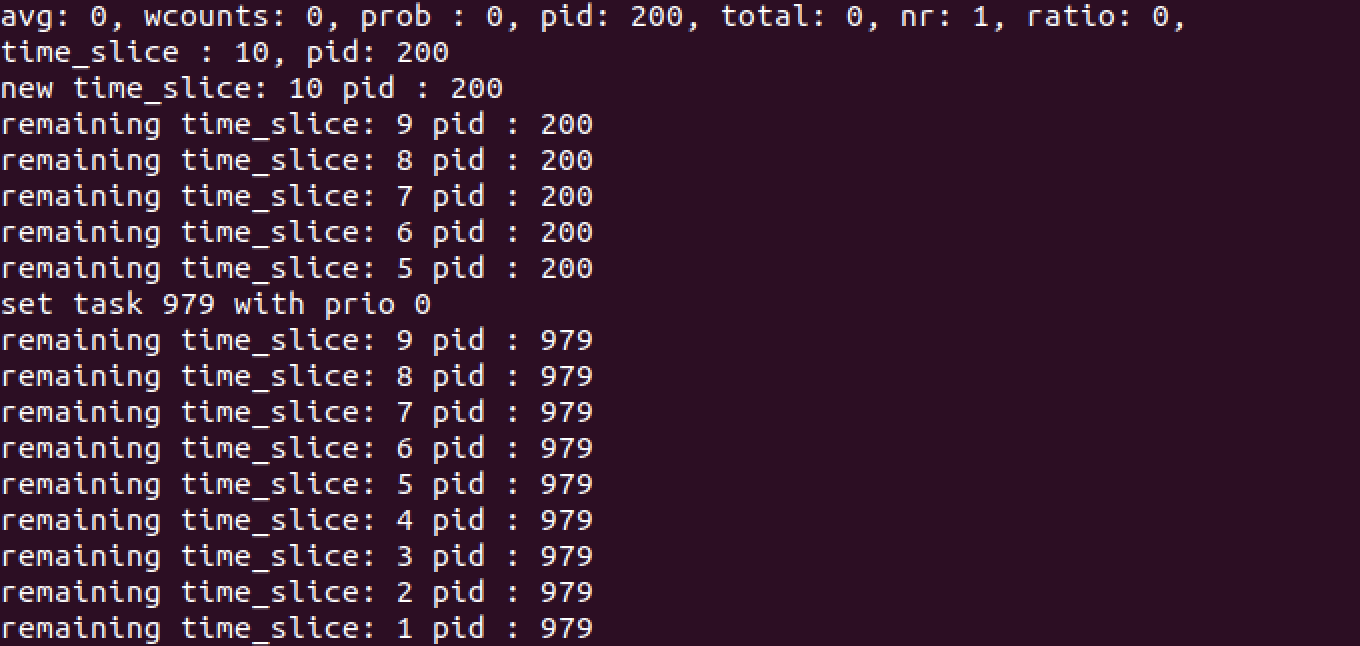 avg: 0, wcounts: 0, prob : 0, pid: 200, total: 0, nr: 1, ratio: 0,
time_slice : 10, pid: 200
new time_slice: 10 pid : 200
remaining time_slice: 9 pid : 200
remaining time_slice: 8 pid : 200
remaining time_slice: 7 pid : 200
remaining time_slice: 6 pid : 200
remaining time_slice: 5 pid : 200
set task 979 with prio 0
remaining time_slice: 9 pid : 979
remaining time_slice: 8 pid : 979
remaining time_slice: 7 pid : 979
remaining time_slice: 6 pid : 979
remaining time_slice: 5 pid : 979
remaining time_slice: 4 pid : 979
remaining time_slice: 3 pid : 979
remaining time_slice: 2 pid : 979
remaining time_slice: 1 pid : 979